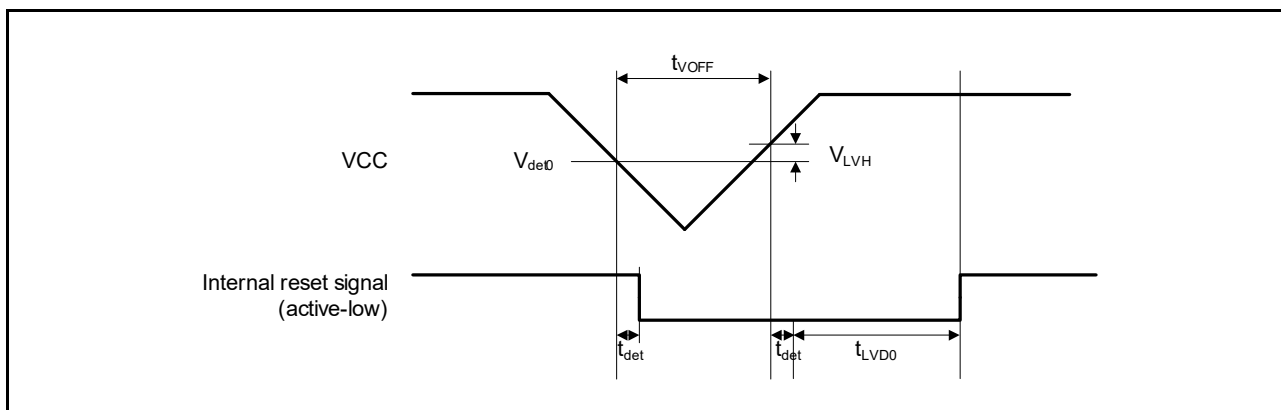 tVOFF
VCC
Vdet0
VLVH
Internal reset signal
(active-low)
tdet
tdet
tLVD0